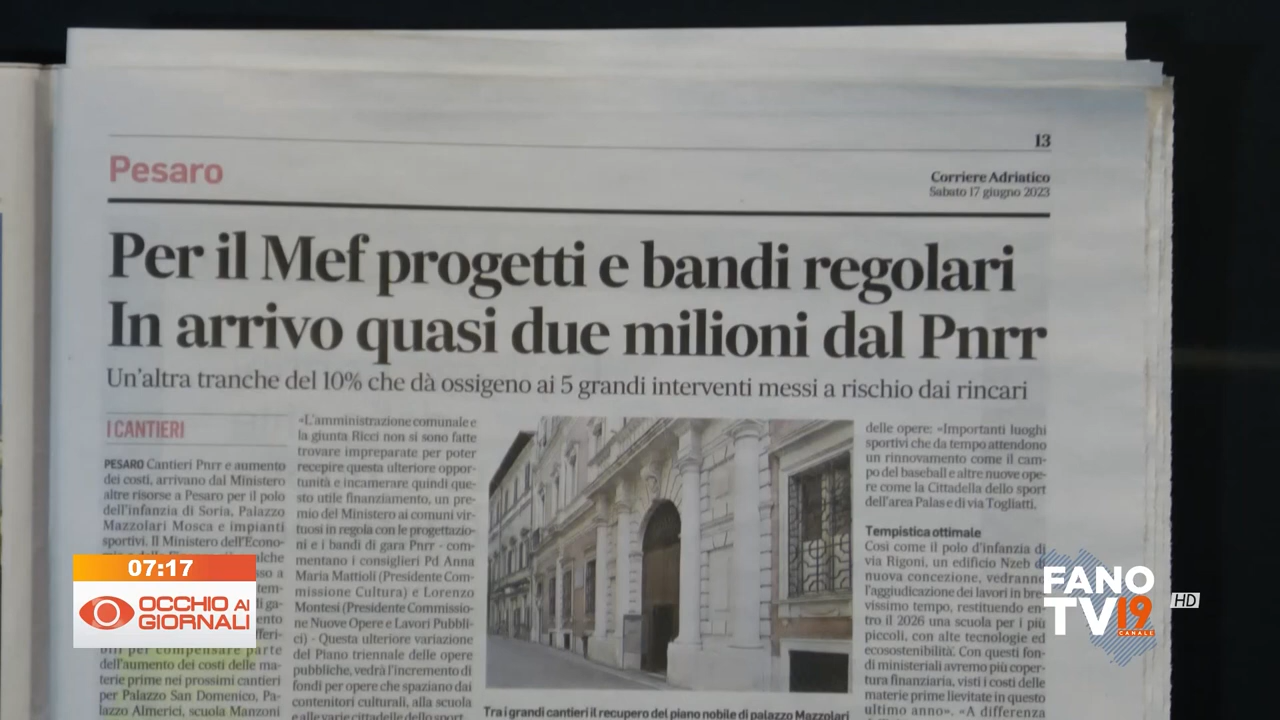 13
Pesaro
Corriere Adriatico
Sabato 17 giugno 2023
Per il Mef progetti e bandi regolari
In arrivo quasi due milioni dal Pnrr
Un'altra tranche del 10% che dà ossigeno ai 5 grandi interventi messi a rischio dai rincari
I CANTIERI
PESARO Cantieri Pnrr e aumento
dei costi, arrivano dal Ministero
altre risorse a Pesaro per il polo
dell'infanzia di Soria, Palazzo
Mazzolari Mosca e impianti
sportivi. Il Ministero dell'Econo-
per compensare parte
dell'aumento dei costi delle ma-
terie prime nei prossimi cantieri
per Palazzo San Domenico, Pa-
lazzo Almerici, scuola Manzoni
«L'amministrazione comunale e
la giunta Ricci non si sono fatte
trovare impreparate per poter
recepire questa ulteriore oppor-
tunità e incamerare quindi que-
sto utile finanziamento, un pre-
mio del Ministero ai comuni vir-
tuosi in regola con le progettazio-
ni e i bandi di gara Pnrr - com-
mentano i consiglieri Pd Anna
Maria Mattioli (Presidente Com-
missione Cultura) e Lorenzo
Montesi (Presidente Commissio-
ne Nuove Opere e Lavori Pubbli-
ci) - Questa ulteriore variazione
del Piano triennale delle opere
pubbliche, vedrà l'incremento di
fondi per opere che spaziano dai
contenitori culturali, alla scuola
e alle varie cittadelle dello sport
Tra i grandi cantieri il recupero del piano nobile di palazzo Mazzolari
delle opere: «Importanti luoghi
sportivi che da tempo attendono
un rinnovamento come il cam-
po del baseball e altre nuove ope-
re come la Cittadella dello sport
dell'area Palas e di via Togliatti.
Tempistica ottimale
Così come il polo d'infanzia di
via Rigoni, un edificio Nzeb di
nuova concezione, vedranno
l'aggiudicazione dei lavori in bre-
vissimo tempo, restituendo en-
tro il 2026 una scuola per i più
piccoli, con alte tecnologie ed
ecosostenibilità. Con questi fon-
di ministeriali avremo più coper-
tura finanziaria, visti i costi delle
materie prime lievitate in questo
ultimo anno». «A differenza
07:17
OCCHIO AI
GIORNALI
FANO
TV19
CANALE
HD